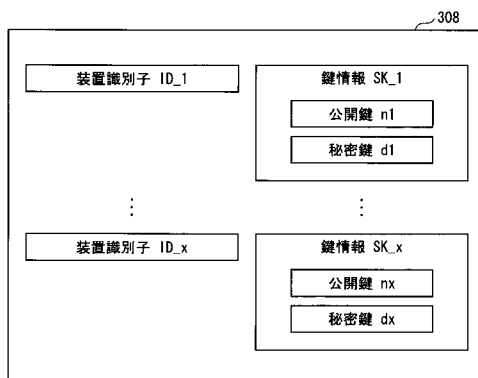 308
装置識別子 ID_1
鍵情報 SK_1
公開鍵 n1
秘密鍵 d1
装置識別子 ID_x
鍵情報 SK_x
公開鍵 nx
秘密鍵 dx